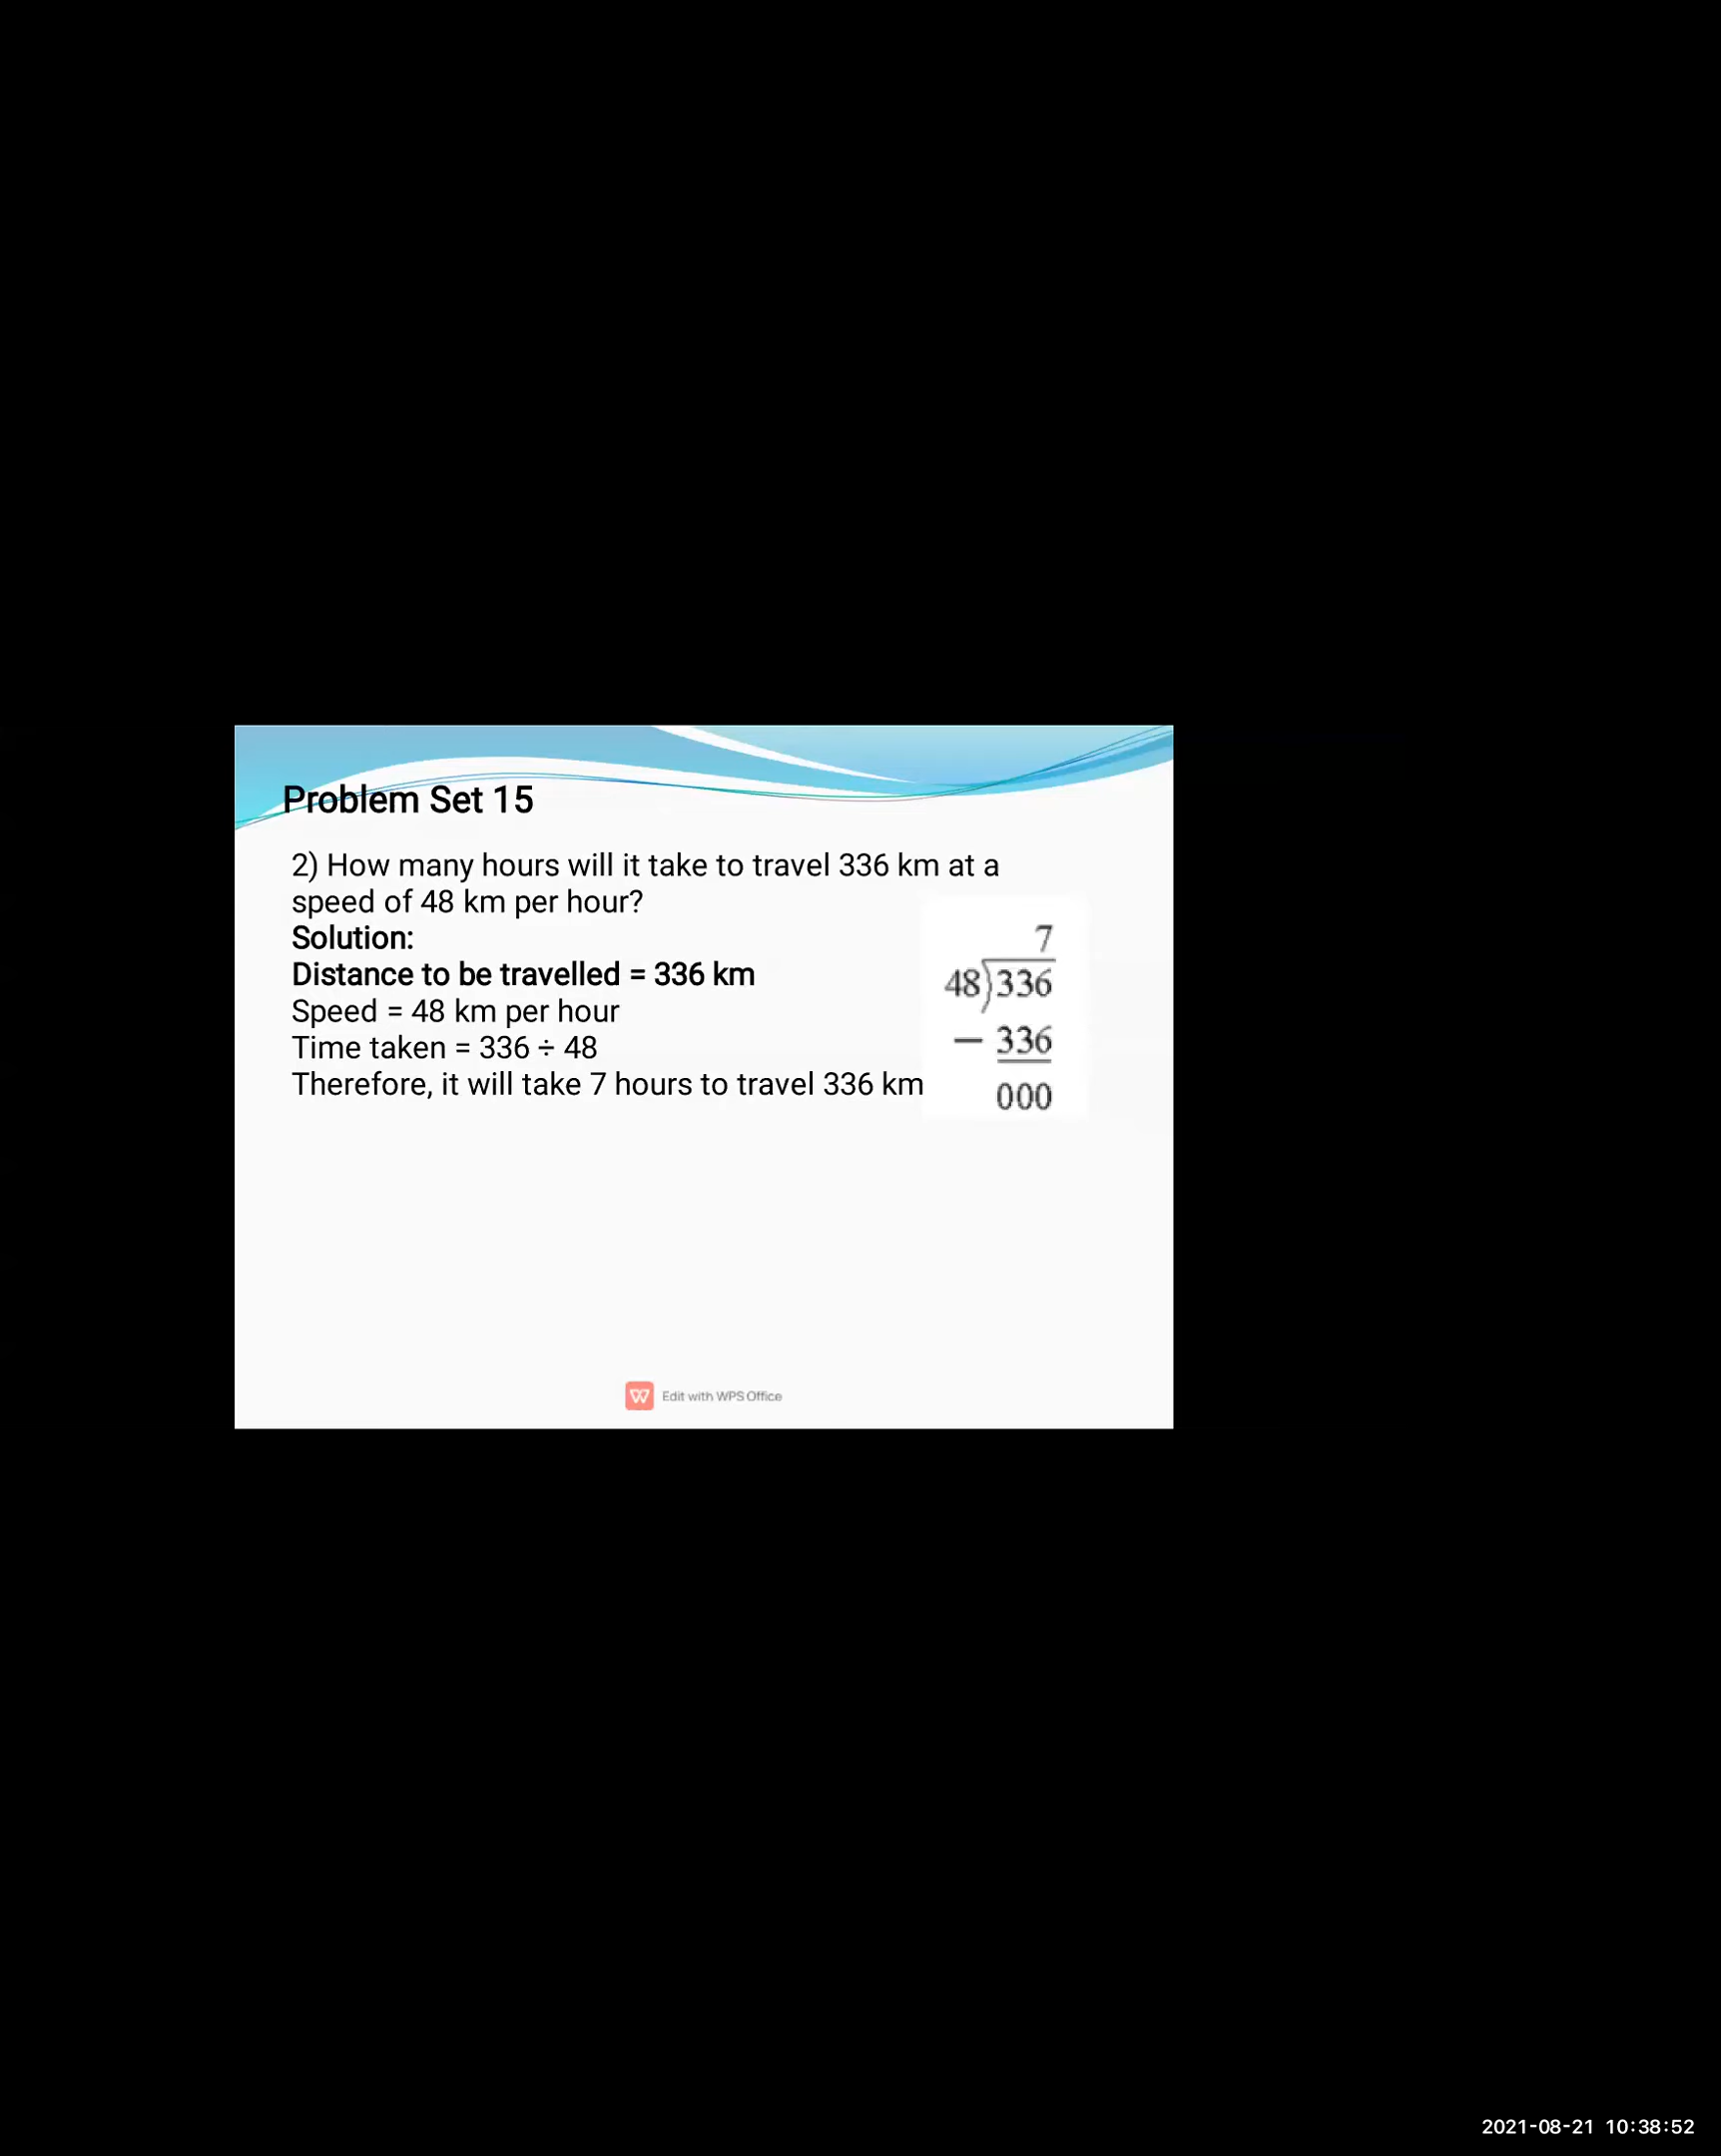 Problem Set 15
2) How many hours will it take to travel 336 km at a
speed of 48 km per hour?
Solution:
Distance to be travelled = 336 km
Speed = 48 km per hour
Time taken = 336 ÷ 48
Therefore, it will take 7 hours to travel 336 km
7
48)336
− 336
000
Edit with WPS Office
2021-08-21 10:38:52